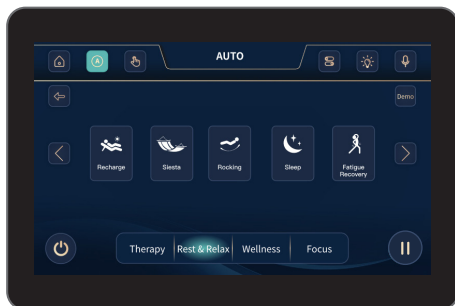 A
AUTO
Demo
Recharge
Siesta
Rocking
Sleep
Fatigue
Recovery
Therapy
Rest & Relax
Wellness
Focus